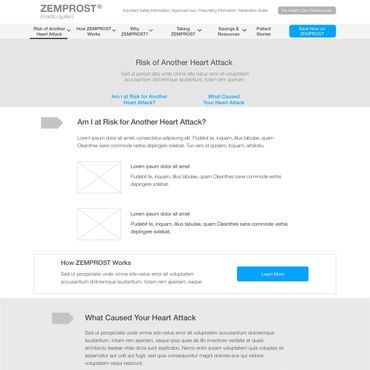 ZEMPROST®
Important Safety Information | Approved Use | Prescribing Information | Medication Guide
For Health Care Professionals
Risk of Another
Heart Attack
How ZEMPROST
Works
Why
ZEMPROST?
Taking
ZEMPROST
Savings &
Resources
Patient
Stories
Save Now on
ZEMPROST
Risk of Another Heart Attack
Sed ut perspiciatis unde omnis iste natus error sit voluptatem
accusantium doloremque laudantium, totam rem aperiam.
Am I at Risk for Another
Heart Attack?
What Caused
Your Heart Attack
Am I at Risk for Another Heart Attack?
Lorem ipsum dolor sit amet, consectetur adipiscing elit. Pudebit te, inquam, illius tabulae, quam
Cleanthes sane commode verbis depingere solebat. Tuo vero id quidem, inquam, arbitratu.
Lorem ipsum dolor sit amet
Pudebit te, inquam, illius tabulae, quam Cleanthes sane commode verbis
depingere solebat.
Lorem ipsum dolor sit amet
Pudebit te, inquam, illius tabulae, quam Cleanthes sane commode verbis
depingere solebat.
How ZEMPROST Works
Sed ut perspiciatis unde omnis iste natus error sit voluptatem
accusantium doloremque laudantium, totam rem aperiam, eaque
Learn More
What Caused Your Heart Attack
Sed ut perspiciatis unde omnis iste natus error sit voluptatem accusantium doloremque
laudantium, totam rem aperiam, eaque ipsa quae ab illo inventore veritatis et quasi
architecto beatae vitae dicta sunt explicabo. Nemo enim ipsam voluptatem quia voluptas sit
aspernatur aut odit aut fugit, sed quia consequuntur magni dolores eos qui ratione
voluptatem sequi nesciunt.